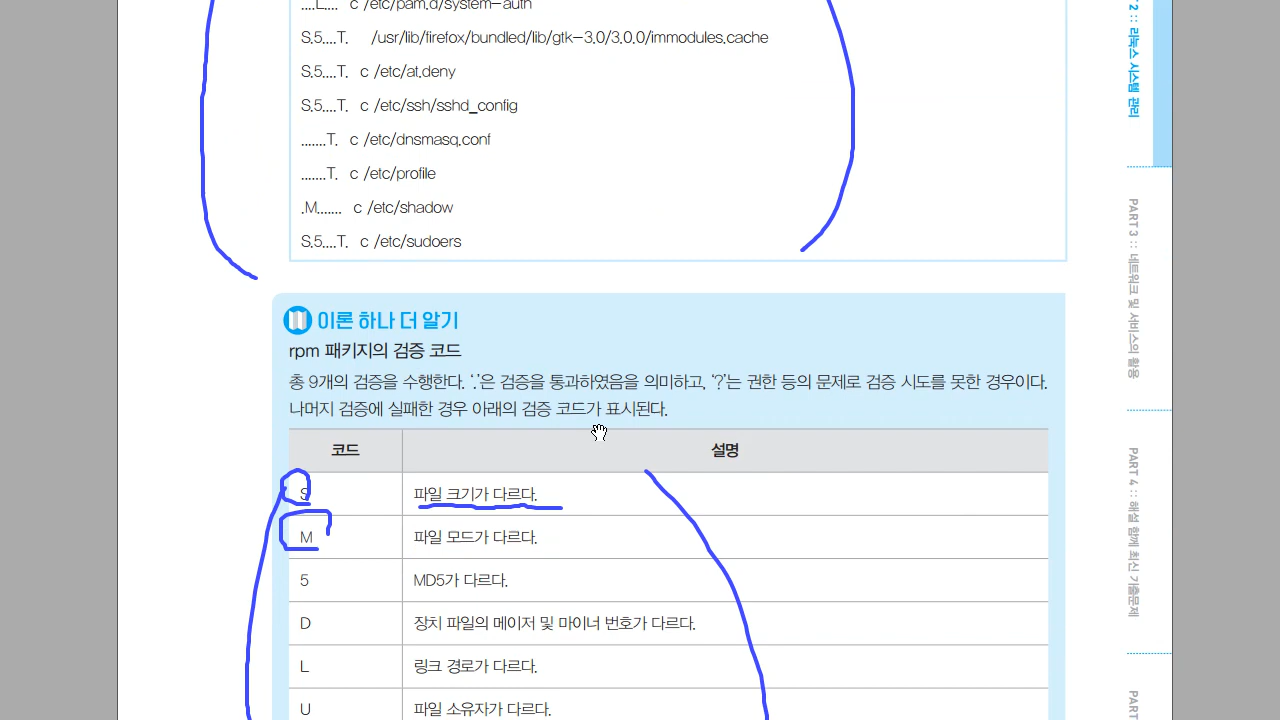 ....L.... c /etc/pam.d/system-auth
S.5....T. /usr/lib/firefox/bundled/lib/gtk-3.0/3.0.0/immodules.cache
S.5....T. c /etc/at.deny
S.5....T. c /etc/ssh/sshd_config
.......T. c /etc/dnsmasq.conf
.......T. c /etc/profile
.M....... c /etc/shadow
S.5....T. c /etc/sudoers
이론 하나 더 알기
rpm 패키지의 검증 코드
총 9개의 검증을 수행한다. '.'은 검증을 통과하였음을 의미하고, '?'는 권한 등의 문제로 검증 시도를 못한 경우이다.
나머지 검증에 실패한 경우 아래의 검증 코드가 표시된다.
코드 설명
S 파일 크기가 다르다.
M 파일 모드가 다르다.
5 MD5가 다르다.
D 장치 파일의 메이저 및 마이너 번호가 다르다.
L 링크 경로가 다르다.
U 파일 소유자가 다르다.
2 :: 리눅스 시스템 관리
PART 3 :: 네트워크 및 서비스의 활용
PART 4 :: 해설 함께 최신 기출문제
PART